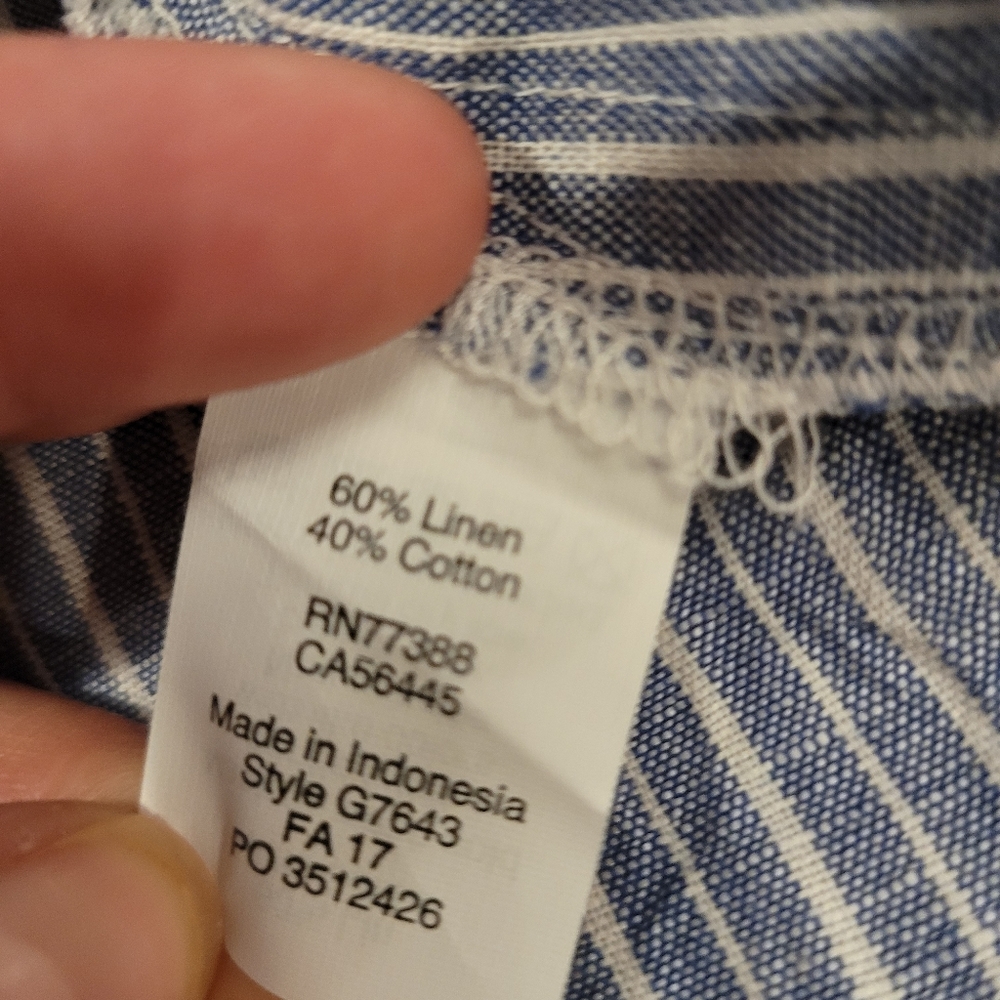 60% Linen
40% Cotton
RN77388
CA56445
Made in Indonesia
Style G7643
FA 17
PO 3512426